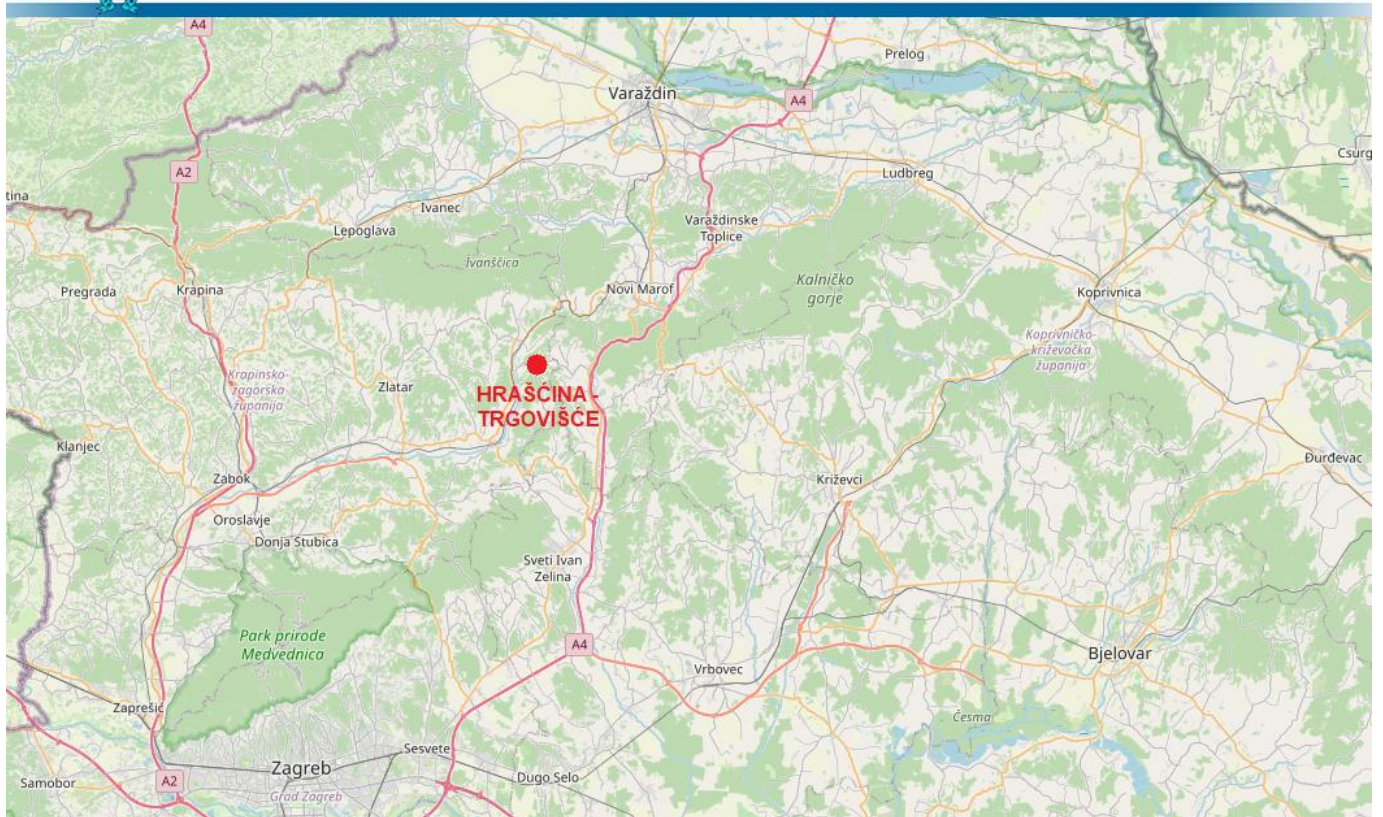 A4
Prelog
Varaždin
A4
A2
Csurg
tina
Ludbreg
Ivanec
Varaždinske
Toplice
Lepoglava
Ivanščica
Kalničko
gorje
Pregrada
Krapina
Novi Marof
Koprivnica
Koprivničko-
križevačka
županija
HRAŠĆINA -
TRGOVIŠĆE
Krapinsko-
zagorska
županija
Zlatar
Klanjec
Đurđevac
Zabok
Križevci
Oroslavje
Donja Stubica
Sveti Ivan
Zelina
Park prirode
Medvednica
A4
Vrbovec
Bjelovar
Zaprešić
Česma
Sesvete
Zagreb
Dugo Selo
Samobor
A2
Grad Zagreb